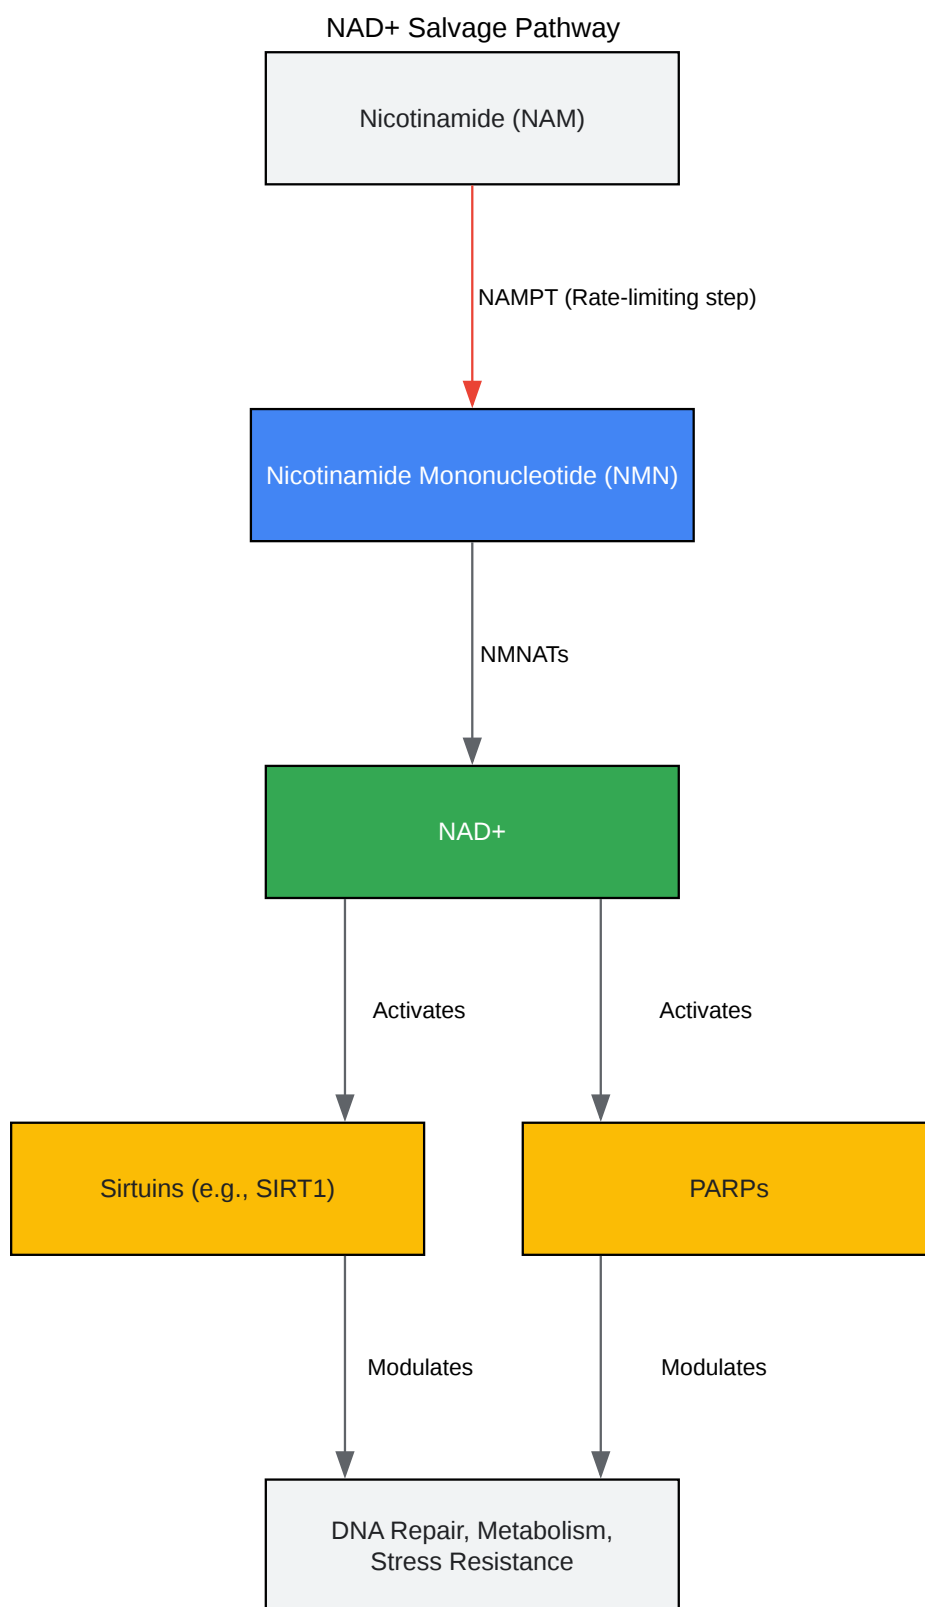 NAD+ Salvage Pathway
Nicotinamide (NAM)
NAMPT (Rate-limiting step)
Nicotinamide Mononucleotide (NMN)
NMNATs
NAD+
Activates
Activates
Sirtuins (e.g., SIRT1)
PARPs
Modulates
Modulates
DNA Repair, Metabolism,
Stress Resistance